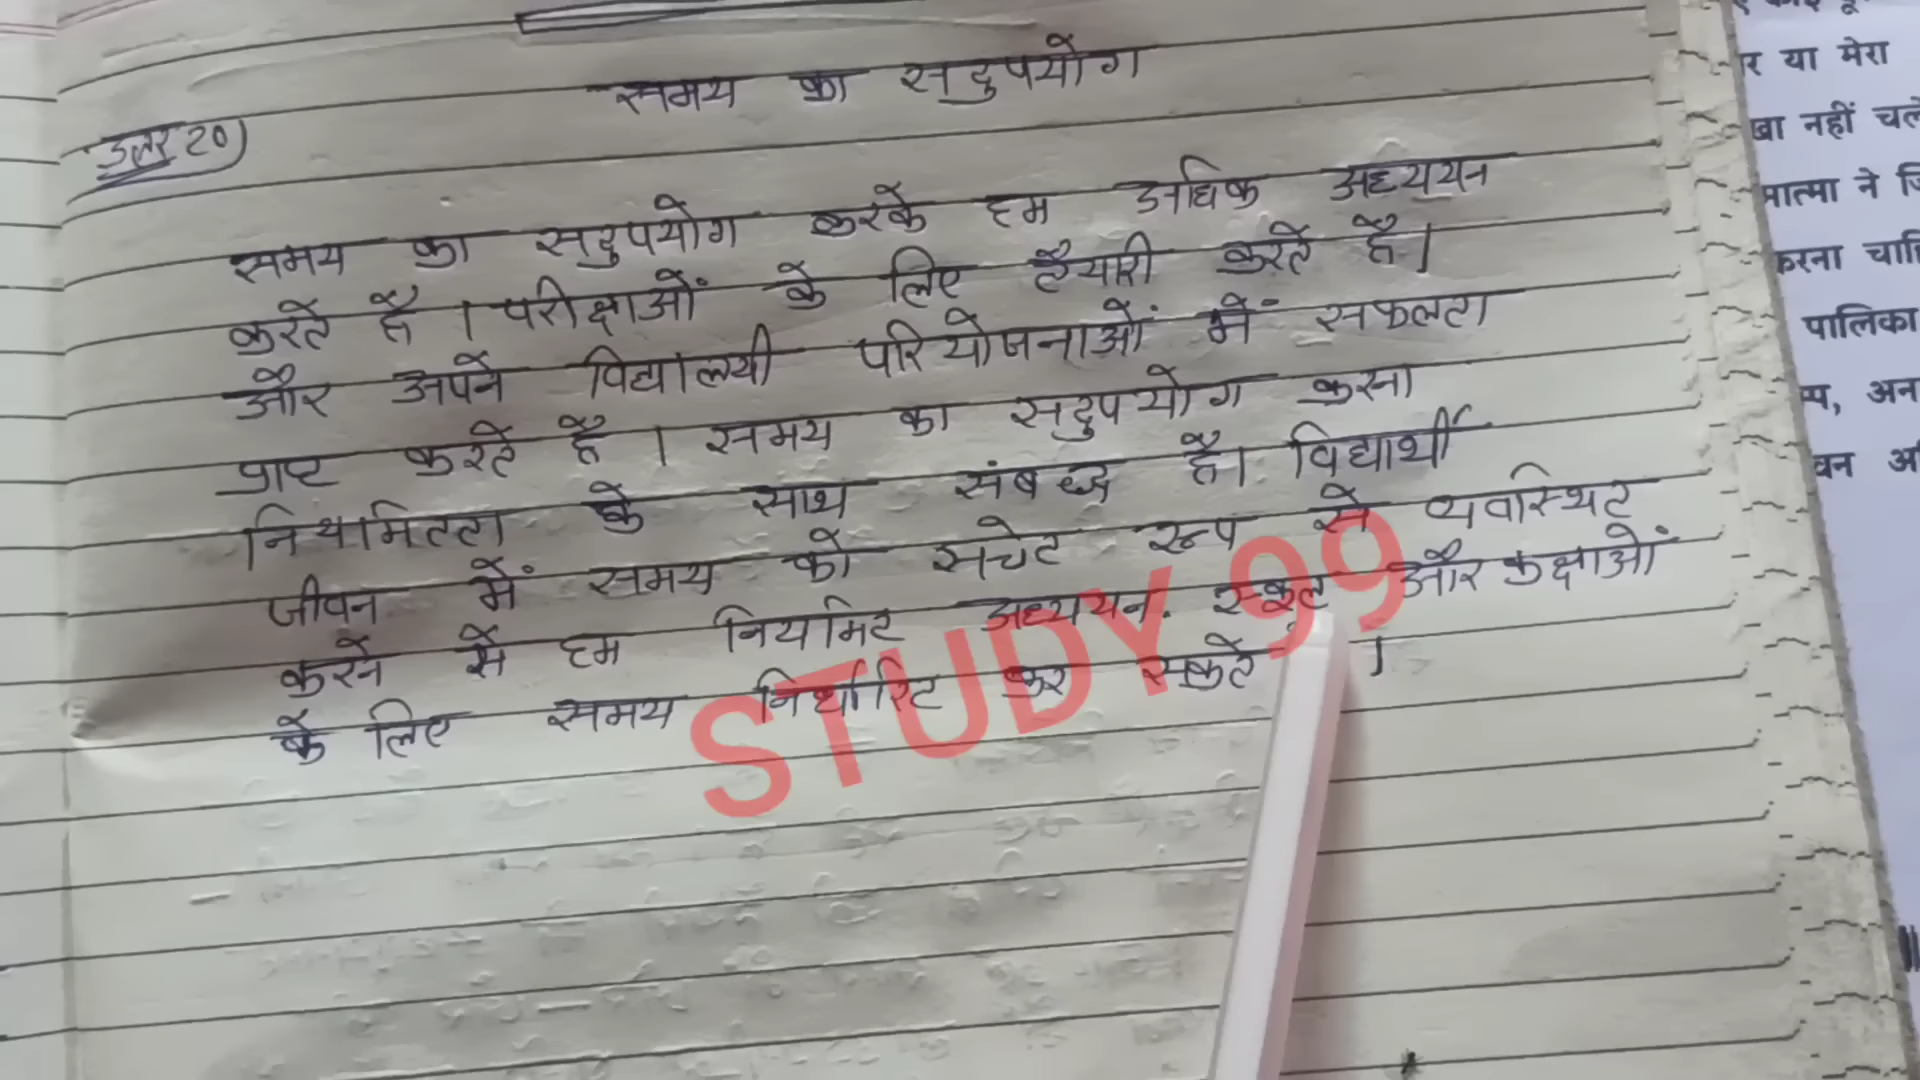 समय का सदुपयोग
उत्तर 20)
समय का सदुपयोग करके हम अधिक अध्ययन
करते हैं । परीक्षाओं के लिए तैयारी करते हैं।
और अपने विद्यालयी परियोजनाओं में सफलता
प्राप्त करते हैं । समय का सदुपयोग करना
नियमितता के साथ संबद्ध है। विद्यार्थी
जीवन में समय को सचेत रूप से व्यवस्थित
करने से हम नियमित अध्ययन. स्कूल और कक्षाओं
के लिए समय निर्धारित कर सकते ।
STUDY 99
र या मेरा
खा नहीं चले
मात्मा ने
करना चाहि
पालिका
प, अन
वन अ